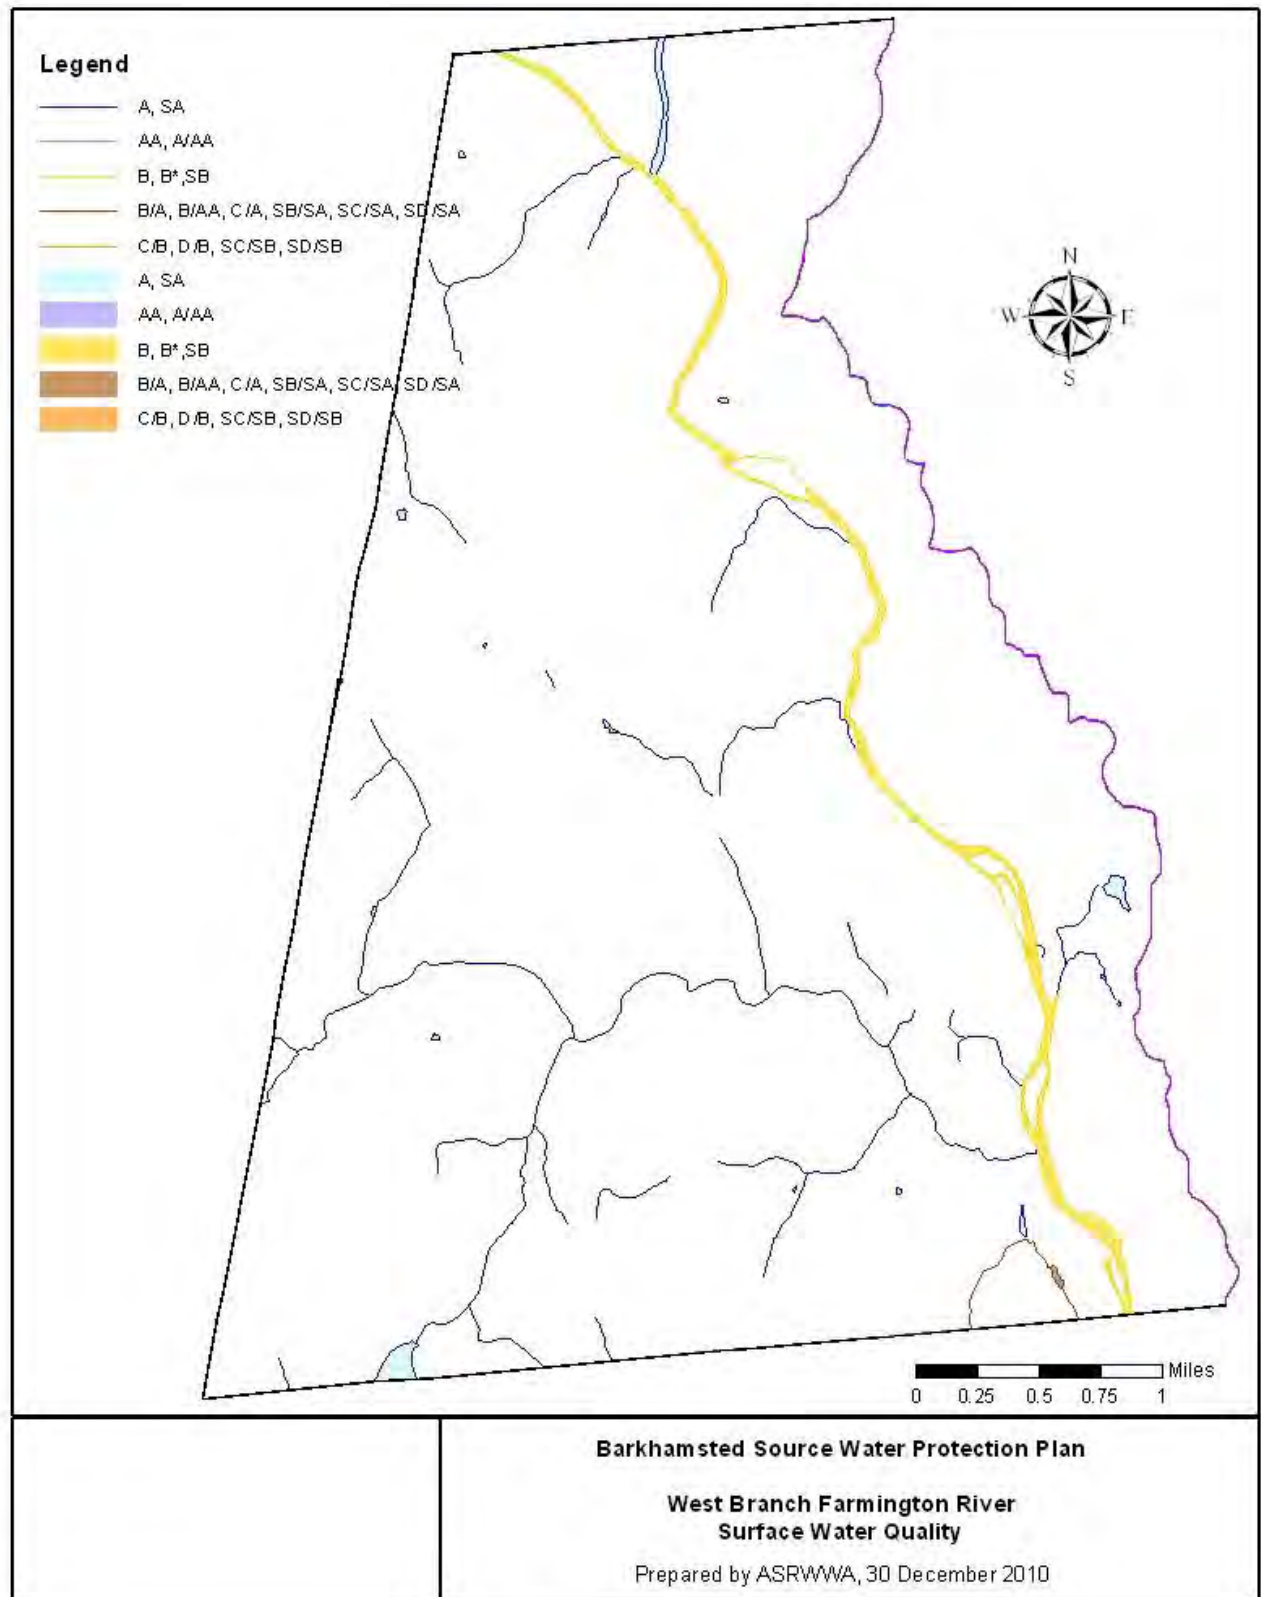 Legend
A, SA
AA, A/AA
B, B*,SB
B/A, B/AA, C/A, SB/SA, SC/SA, SD/SA
C/B, D/B, SC/SB, SD/SB
A, SA
AA, A/AA
B, B*,SB
B/A, B/AA, C/A, SB/SA, SC/SA, SD/SA
C/B, D/B, SC/SB, SD/SB
N
W E
S
Miles
0 0.25 0.5 0.75 1
Barkhamsted Source Water Protection Plan
West Branch Farmington River
Surface Water Quality
Prepared by ASRWWA, 30 December 2010